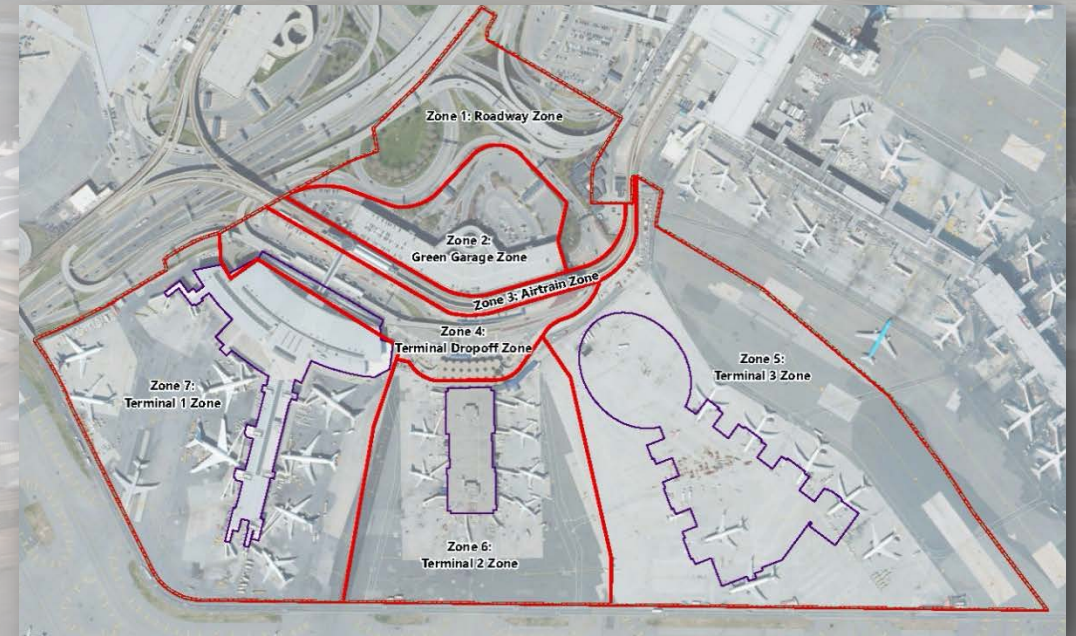 Zone 1: Roadway Zone
Zone 2:
Green Garage Zone
Zone 3: Airtrain Zone
Zone 4:
Terminal Dropoff Zone
Zone 5:
Terminal 3 Zone
Zone 7:
Terminal 1 Zone
Zone 6:
Terminal 2 Zone